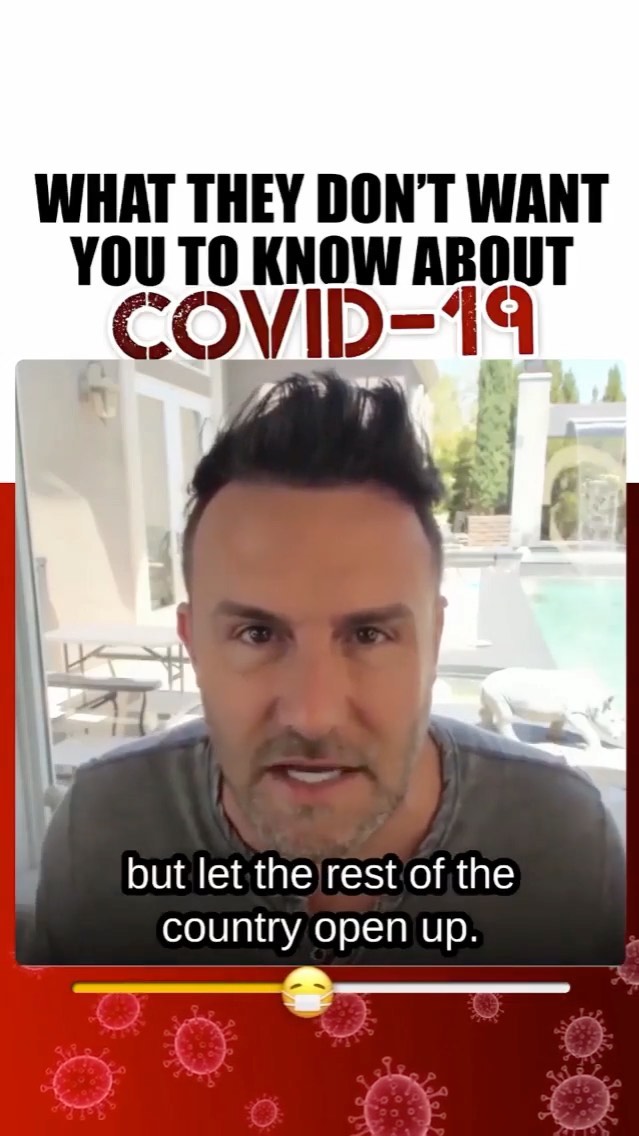 WHAT THEY DON'T WANT
YOU TO KNOW ABOUT
COVID-19
but let the rest of the
country open up.